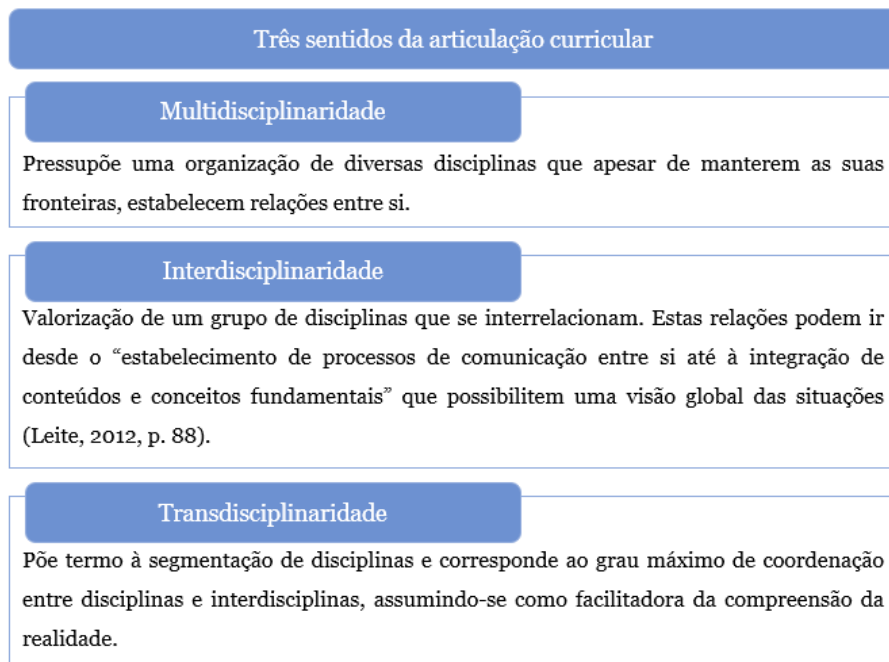 Três sentidos da articulação curricular
Multidisciplinaridade
Pressupõe uma organização de diversas disciplinas que apesar de manterem as suas
fronteiras, estabelecem relações entre si.
Interdisciplinaridade
Valorização de um grupo de disciplinas que se interrelacionam. Estas relações podem ir
desde o “estabelecimento de processos de comunicação entre si até à integração de
conteúdos e conceitos fundamentais” que possibilitem uma visão global das situações
(Leite, 2012, p. 88).
Transdisciplinaridade
Põe termo à segmentação de disciplinas e corresponde ao grau máximo de coordenação
entre disciplinas e interdisciplinas, assumindo-se como facilitadora da compreensão da
realidade.